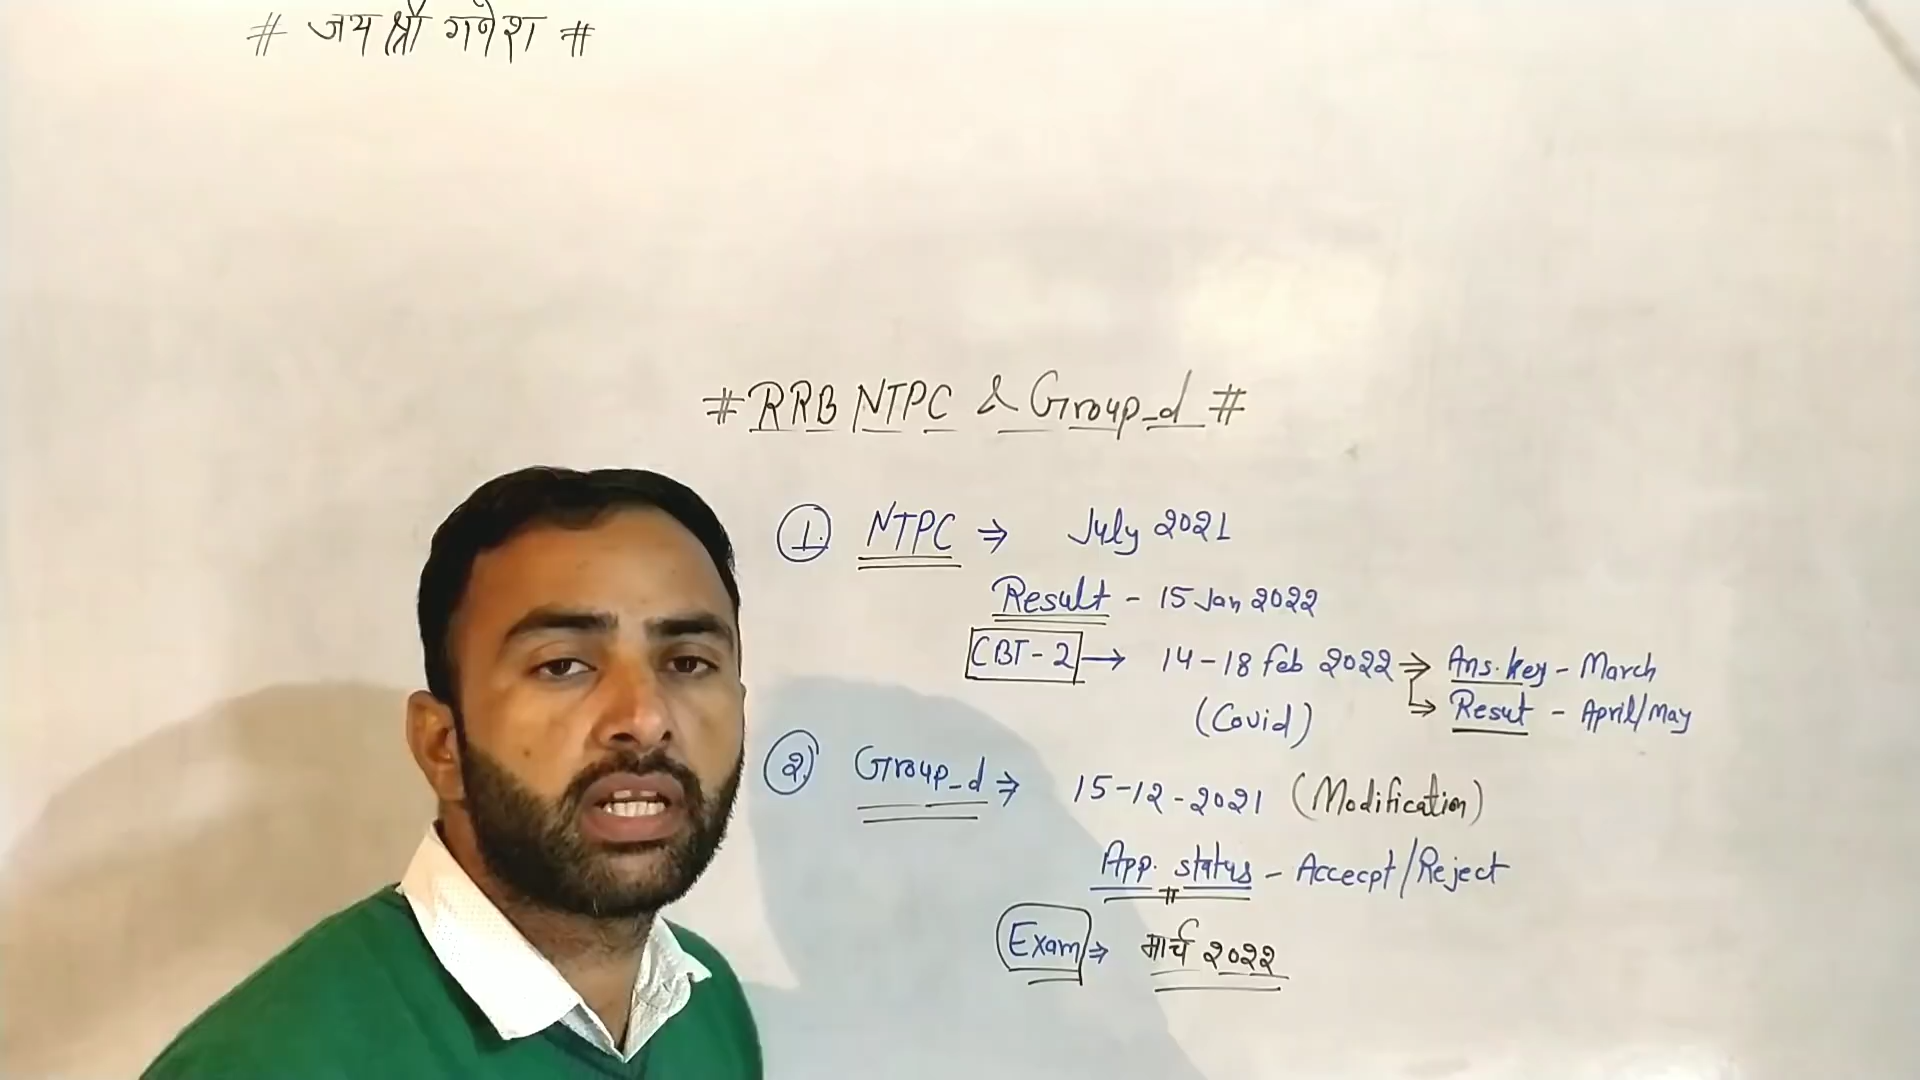 # जय श्री गणेश #
# RRB NTPC & Group_d #
1. NTPC ⇒ July 2021
Result - 15 Jan 2022
CBT-2 → 14-18 feb 2022 ⇒ Ans. key - March
(Covid) → Resut - April/May
2. Group_d ⇒ 15-12-2021 (Modification)
App. status - Accecpt/Reject
Exam ⇒ मार्च 2022